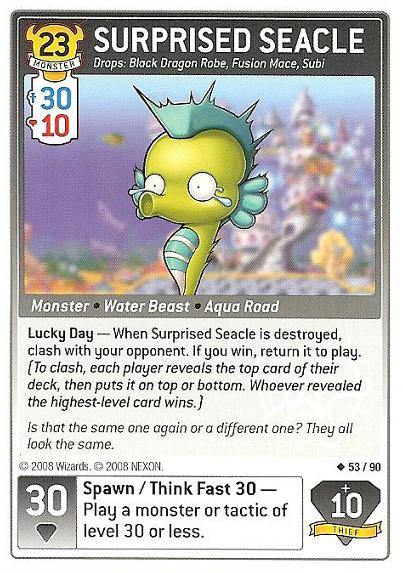 23
MONSTER
SURPRISED SEACLE
Drops: Black Dragon Robe, Fusion Mace, Subi
30
10
Monster • Water Beast • Aqua Road
Lucky Day — When Surprised Seacle is destroyed,
clash with your opponent. If you win, return it to play.
(To clash, each player reveals the top card of their
deck, then puts it on top or bottom. Whoever revealed
the highest-level card wins.)
Is that the same one again or a different one? They all
look the same.
© 2008 Wizards. © 2008 NEXON.
◆ 53 / 90
30
Spawn / Think Fast 30 —
Play a monster or tactic of
level 30 or less.
+
10
THIEF